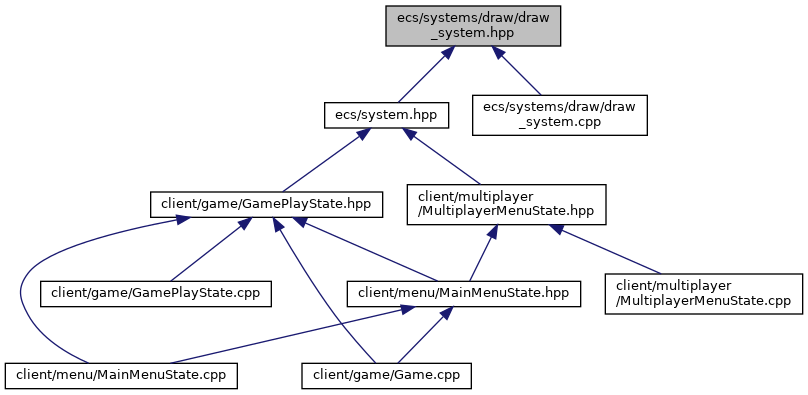 ecs/systems/draw/draw
_system.hpp
ecs/system.hpp
ecs/systems/draw/draw
_system.cpp
client/game/GamePlayState.hpp
client/multiplayer
/MultiplayerMenuState.hpp
client/game/GamePlayState.cpp
client/menu/MainMenuState.hpp
client/multiplayer
/MultiplayerMenuState.cpp
client/menu/MainMenuState.cpp
client/game/Game.cpp